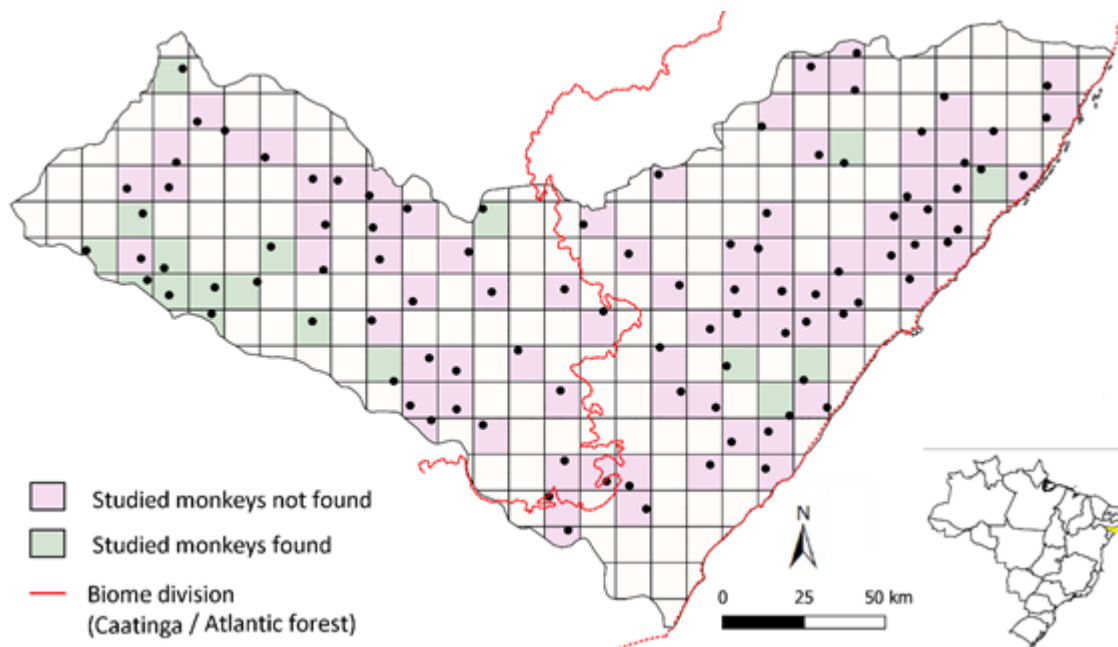 Studied monkeys not found
Studied monkeys found
Biome division
(Caatinga / Atlantic forest)
N
0 25 50 km